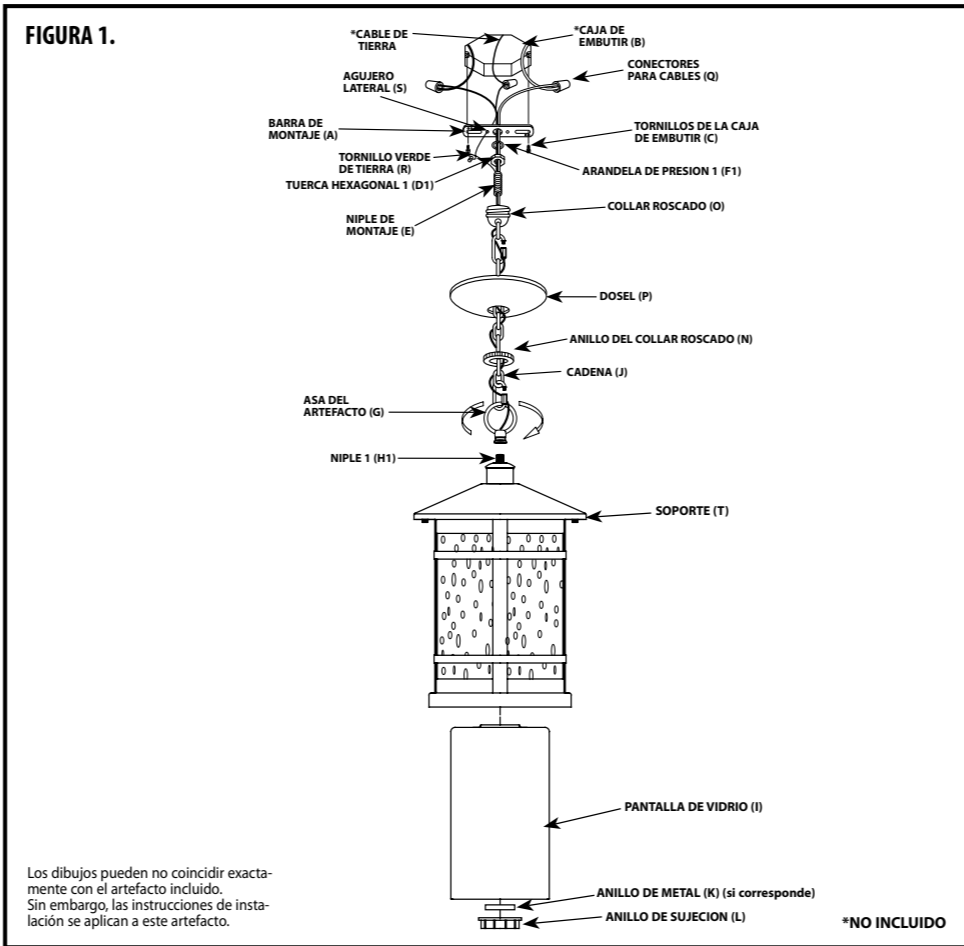 FIGURA 1.
*CABLE DE
TIERRA
*CAJA DE
EMBUTIR (B)
AGUJERO
LATERAL (S)
CONECTORES
PARA CABLES (Q)
BARRA DE
MONTAJE (A)
TORNILLOS DE LA CAJA
DE EMBUTIR (C)
TORNILLO VERDE
DE TIERRA (R)
ARANDELA DE PRESION 1 (F1)
TUERCA HEXAGONAL 1 (D1)
COLLAR ROSCADO (O)
NIPLE DE
MONTAJE (E)
DOSEL (P)
ANILLO DEL COLLAR ROSCADO (N)
CADENA (J)
ASA DEL
ARTEFACTO (G)
NIPLE 1 (H1)
SOPORTE (T)
PANTALLA DE VIDRIO (I)
Los dibujos pueden no coincidir exacta-
mente con el artefacto incluido.
Sin embargo, las instrucciones de insta-
lación se aplican a este artefacto.
ANILLO DE METAL (K) (si corresponde)
ANILLO DE SUJECION (L)
*NO INCLUIDO